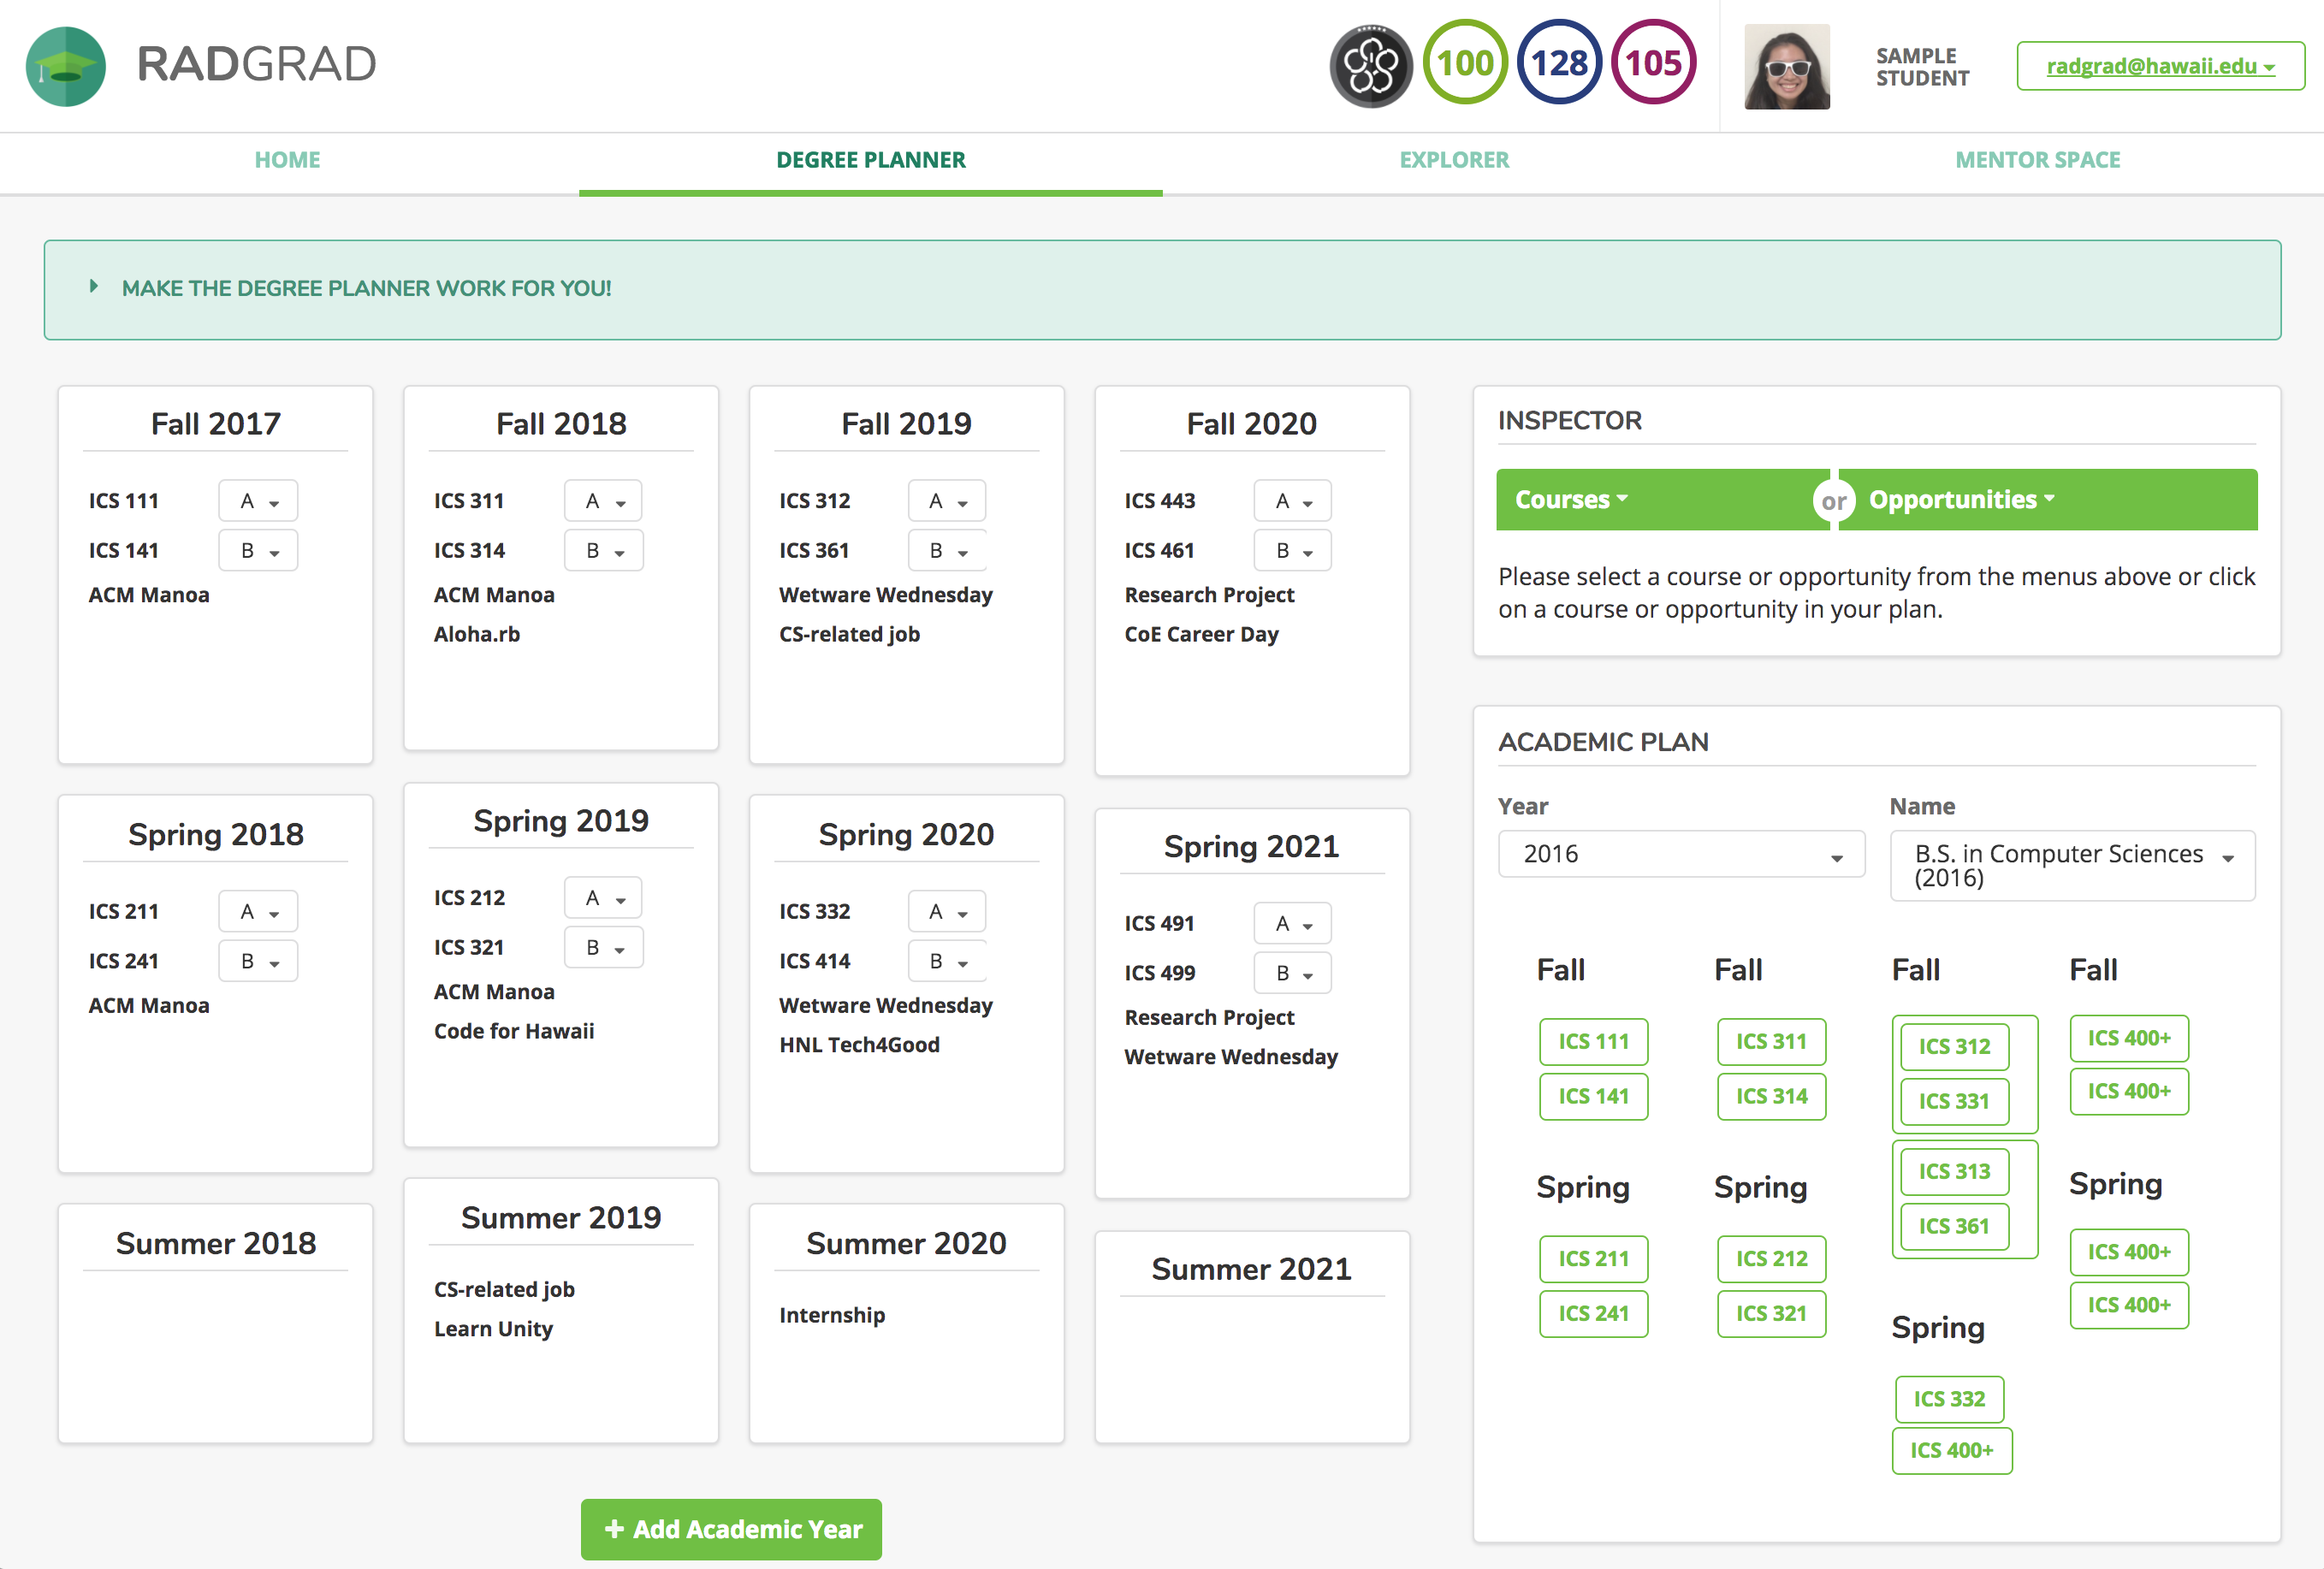 RADGRAD
100
128
105
SAMPLE
STUDENT
radgrad@hawaii.edu
HOME
DEGREE PLANNER
EXPLORER
MENTOR SPACE
MAKE THE DEGREE PLANNER WORK FOR YOU!
Fall 2017
ICS 111 A
ICS 141 B
ACM Manoa
Spring 2018
ICS 211 A
ICS 241 B
ACM Manoa
Summer 2018
Fall 2018
ICS 311 A
ICS 314 B
ACM Manoa
Aloha.rb
Spring 2019
ICS 212 A
ICS 321 B
ACM Manoa
Code for Hawaii
Summer 2019
CS-related job
Learn Unity
Fall 2019
ICS 312 A
ICS 361 B
Wetware Wednesday
CS-related job
Spring 2020
ICS 332 A
ICS 414 B
Wetware Wednesday
HNL Tech4Good
Summer 2020
Internship
Fall 2020
ICS 443 A
ICS 461 B
Research Project
CoE Career Day
Spring 2021
ICS 491 A
ICS 499 B
Research Project
Wetware Wednesday
Summer 2021
+ Add Academic Year
INSPECTOR
Courses
or
Opportunities
Please select a course or opportunity from the menus above or click
on a course or opportunity in your plan.
ACADEMIC PLAN
Year
2016
Name
B.S. in Computer Sciences
(2016)
Fall
ICS 111
ICS 141
Spring
ICS 211
ICS 241
Fall
ICS 311
ICS 314
Spring
ICS 212
ICS 321
Fall
ICS 312
ICS 331
ICS 313
ICS 361
Spring
ICS 332
ICS 400+
Fall
ICS 400+
ICS 400+
Spring
ICS 400+
ICS 400+